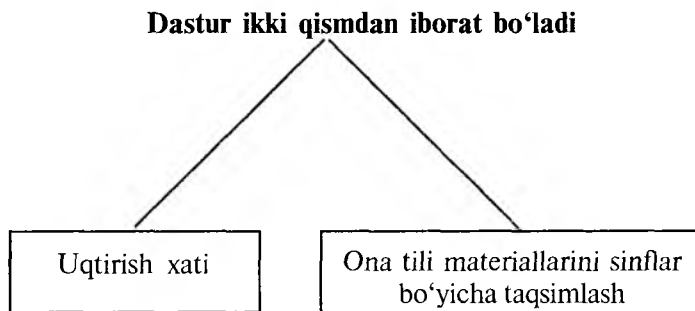 Dastur ikki qismdan iborat bo‘ladi
Uqtirish xati
Ona tili materiallarini sinflar
bo‘yicha taqsimlash